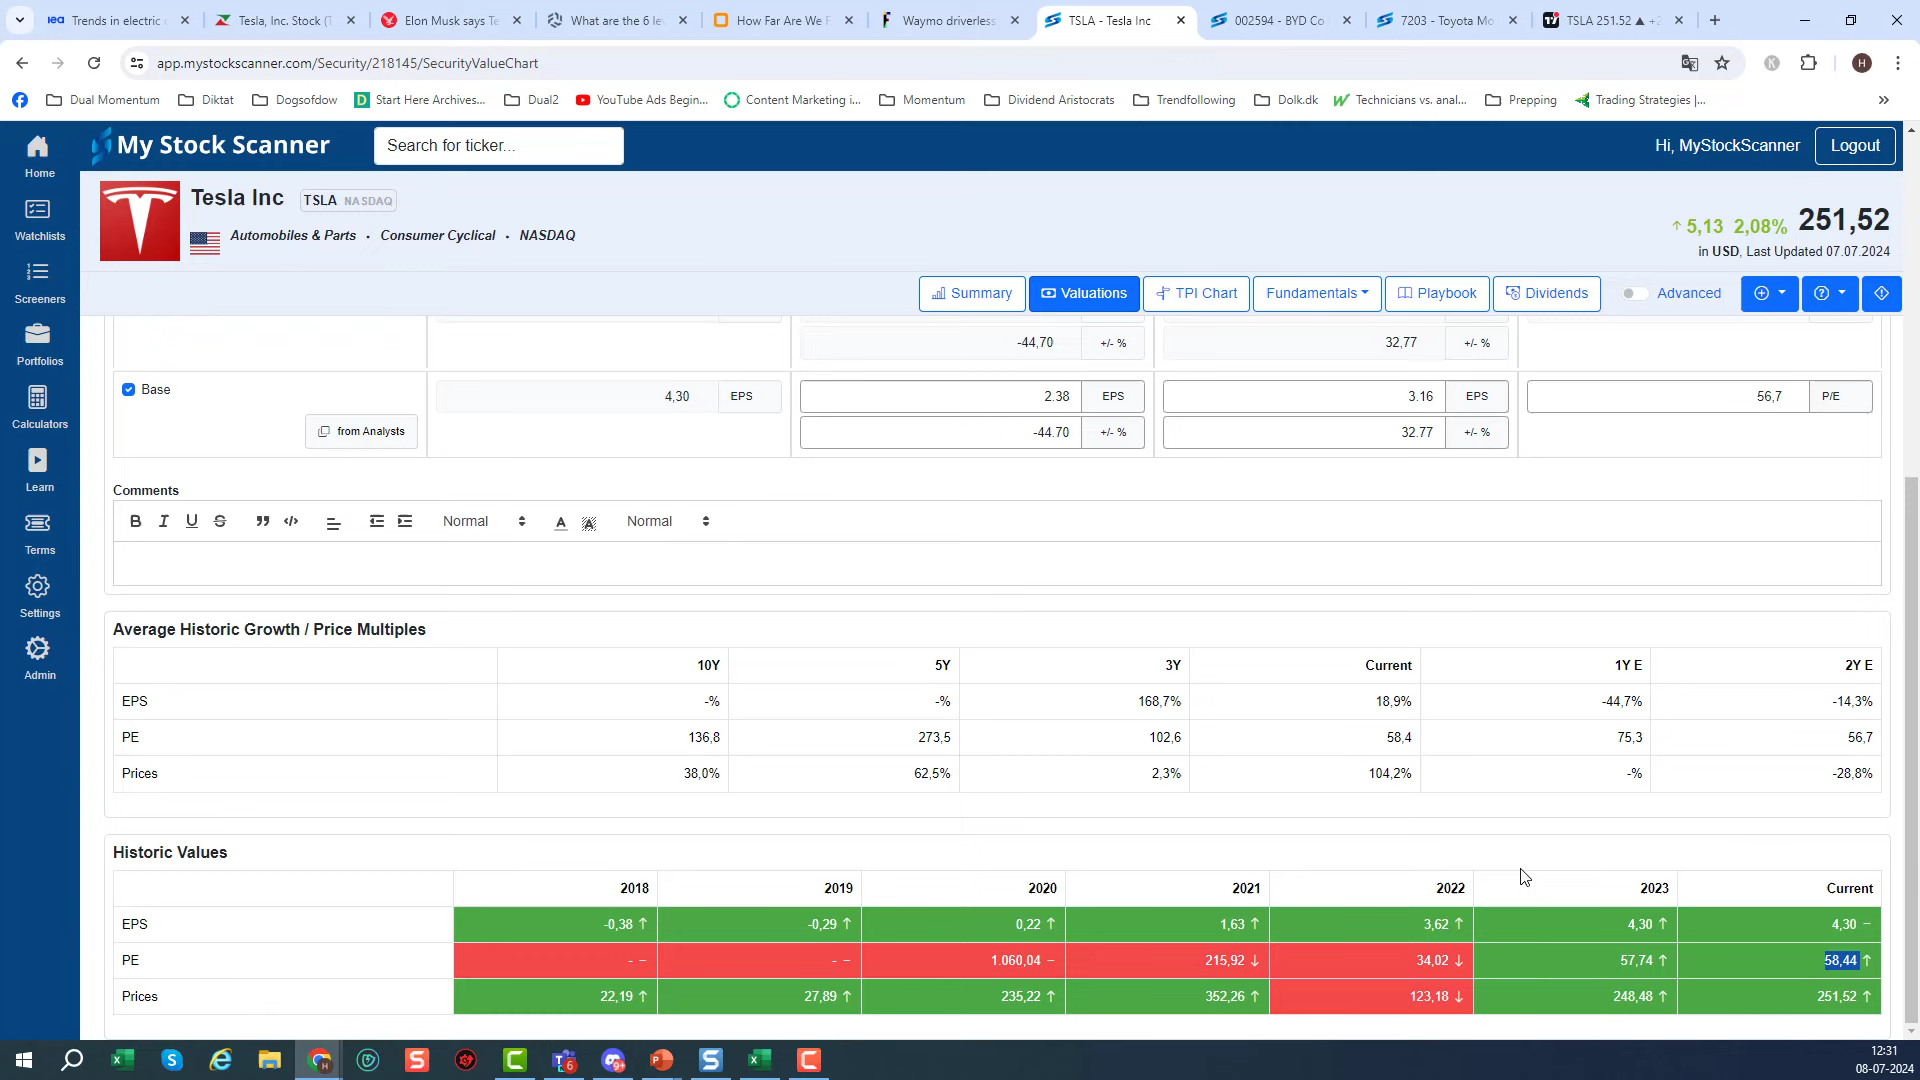 Trends in electric
Tesla, Inc. Stock (T
Elon Musk says Te
What are the 6 le
How Far Are We F
Waymo driverless
TSLA - Tesla Inc
002594 - BYD Co
7203 - Toyota Mo
TSLA 251.52 ▲ +2
app.mystockscanner.com/Security/218145/SecurityValueChart
H
Dual Momentum
Diktat
Dogsofdow
Start Here Archives...
Dual2
YouTube Ads Begin...
Content Marketing i...
Momentum
Dividend Aristocrats
Trendfollowing
Dolk.dk
Technicians vs. anal...
Prepping
Trading Strategies |...
My Stock Scanner
Search for ticker...
Hi, MyStockScanner
Logout
Home
Watchlists
Screeners
Portfolios
Calculators
Learn
Terms
Settings
Admin
Tesla Inc
TSLA NASDAQ
Automobiles & Parts • Consumer Cyclical • NASDAQ
↑ 5,13 2,08% 251,52
in USD, Last Updated 07.07.2024
Summary
Valuations
TPI Chart
Fundamentals
Playbook
Dividends
Advanced
-44,70 +/- % 32,77 +/- %
Base 4,30 EPS 2.38 EPS 3.16 EPS 56,7 P/E
from Analysts -44.70 +/- % 32.77 +/- %
Comments
B I U S Normal A Normal
Average Historic Growth / Price Multiples
10Y 5Y 3Y Current 1Y E 2Y E
EPS -% -% 168,7% 18,9% -44,7% -14,3%
PE 136,8 273,5 102,6 58,4 75,3 56,7
Prices 38,0% 62,5% 2,3% 104,2% -% -28,8%
Historic Values
2018 2019 2020 2021 2022 2023 Current
EPS -0,38 ↑ -0,29 ↑ 0,22 ↑ 1,63 ↑ 3,62 ↑ 4,30 ↑ 4,30 –
PE - – - – 1.060,04 – 215,92 ↓ 34,02 ↓ 57,74 ↑ 58,44 ↑
Prices 22,19 ↑ 27,89 ↑ 235,22 ↑ 352,26 ↑ 123,18 ↓ 248,48 ↑ 251,52 ↑
12:31
08-07-2024